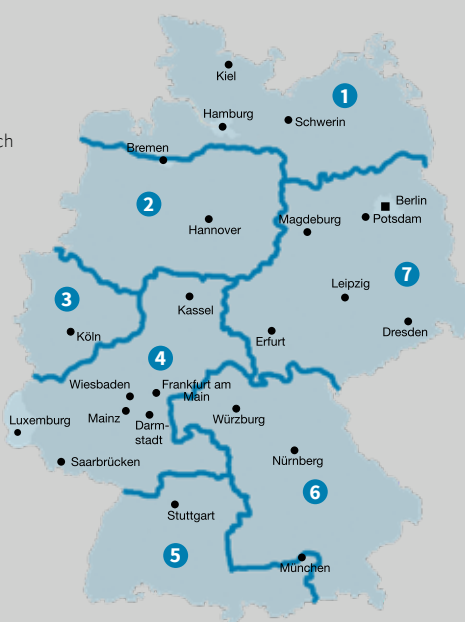 Kiel
1
Hamburg
Schwerin
ch
Bremen
Berlin
2
Potsdam
Magdeburg
Hannover
7
Leipzig
3
Kassel
Dresden
Köln
Erfurt
4
Wiesbaden
Frankfurt am
Main
Mainz
Darm-
stadt
Würzburg
Luxemburg
Nürnberg
Saarbrücken
6
Stuttgart
5
München